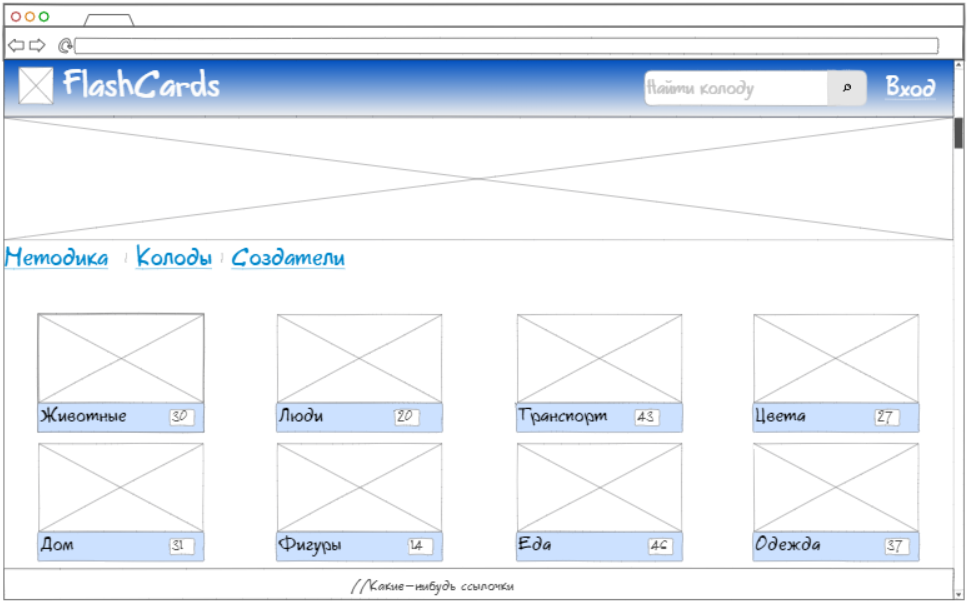 FlashCards
Найти колоду
Вход
Методика | Колоды | Создатели
Животные 30
Люди 20
Транспорт 43
Цвета 27
Дом 31
Фигуры 14
Еда 46
Одежда 37
//Какие-нибудь ссылочки